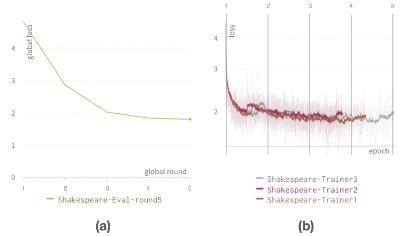 global loss
4
3
2
1
0
global round
1 2 3 4 5
Shakespeare-Eval-round5
(a)
1 2 3 4 5
loss
4
3
2
epoch
Shakespeare-Trainer3
Shakespeare-Trainer2
Shakespeare-Trainer1
(b)